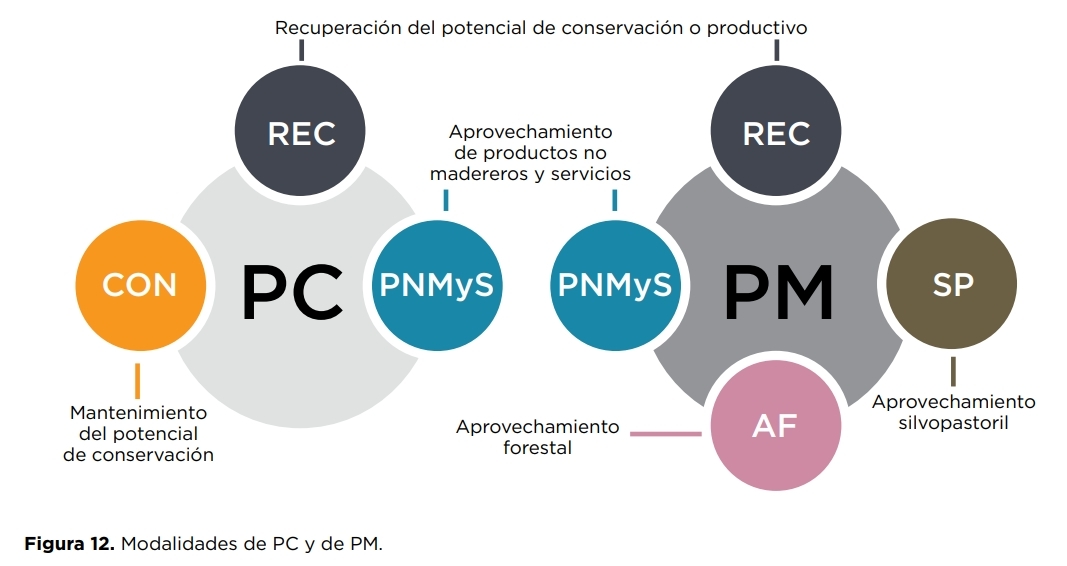 Recuperación del potencial de conservación o productivo
REC
REC
Aprovechamiento
de productos no
madereros y servicios
CON
PC
PNMyS
PNMyS
PM
SP
Mantenimiento
del potencial
de conservación
Aprovechamiento
forestal
AF
Aprovechamiento
silvopastoril
Figura 12. Modalidades de PC y de PM.